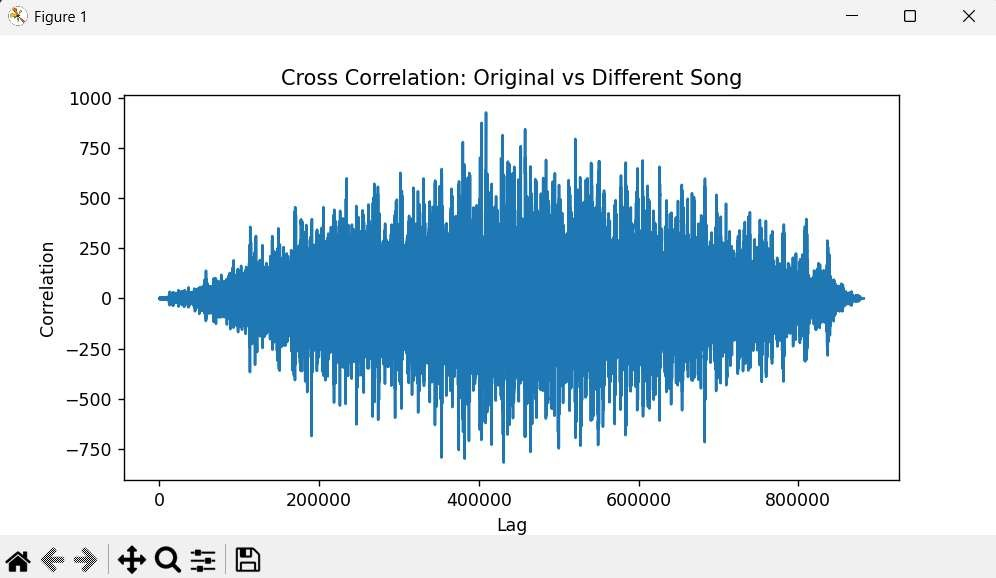 Figure 1
Cross Correlation: Original vs Different Song
1000
750
500
250
0
−250
−500
−750
Correlation
0 200000 400000 600000 800000
Lag